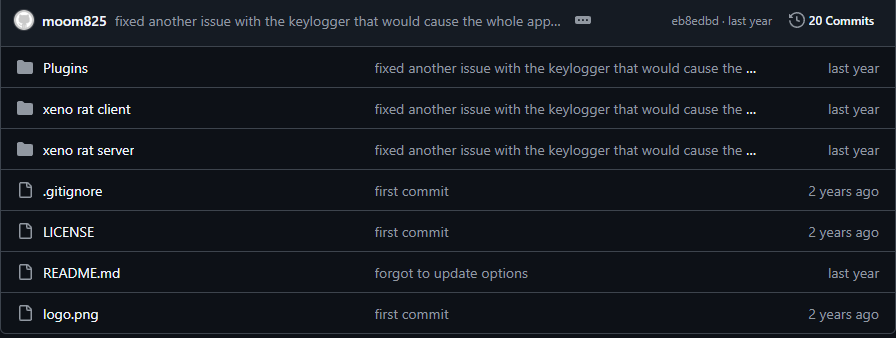 moom825 fixed another issue with the keylogger that would cause the whole app... eb8edbd · last year 20 Commits
Plugins fixed another issue with the keylogger that would cause the ... last year
xeno rat client fixed another issue with the keylogger that would cause the ... last year
xeno rat server fixed another issue with the keylogger that would cause the ... last year
.gitignore first commit 2 years ago
LICENSE first commit 2 years ago
README.md forgot to update options last year
logo.png first commit 2 years ago